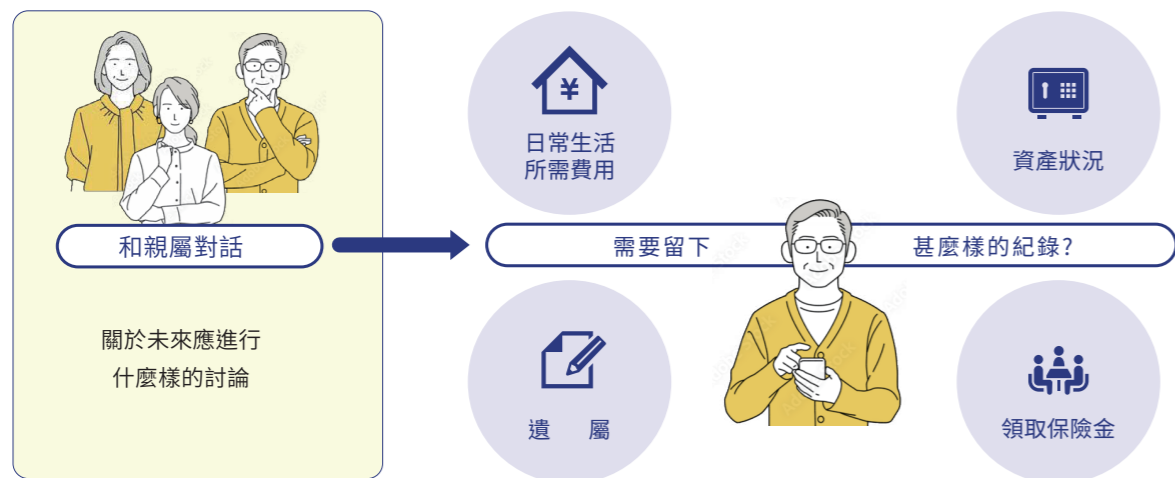 和親屬對話
關於未來應進行
什麼樣的討論
¥
日常生活
所需費用
資產狀況
需要留下 甚麼樣的紀錄?
遺 屬
領取保險金